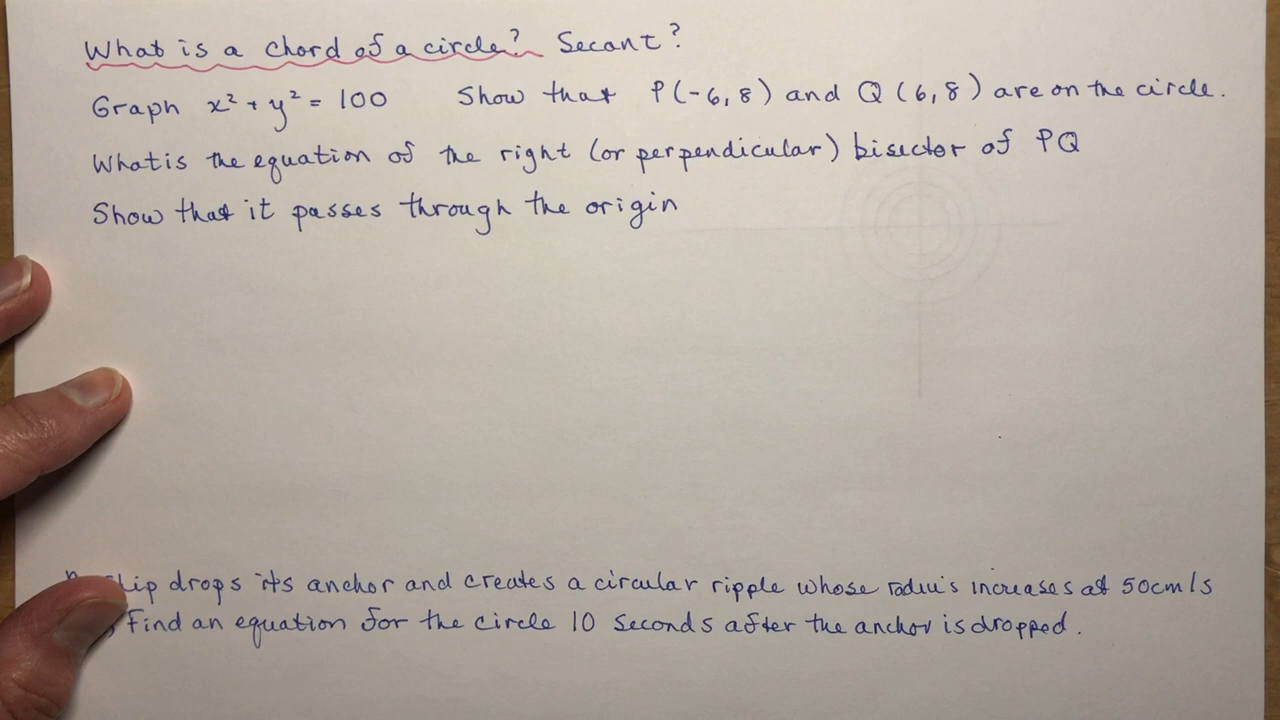 What is a chord of a circle? Secant?
Graph x² + y² = 100 Show that P(-6, 8) and Q (6, 8) are on the circle.
What is the equation of the right (or perpendicular) bisector of PQ
Show that it passes through the origin
drops its anchor and creates a circular ripple whose radius increases at 50cm/s
Find an equation for the circle 10 seconds after the anchor is dropped.